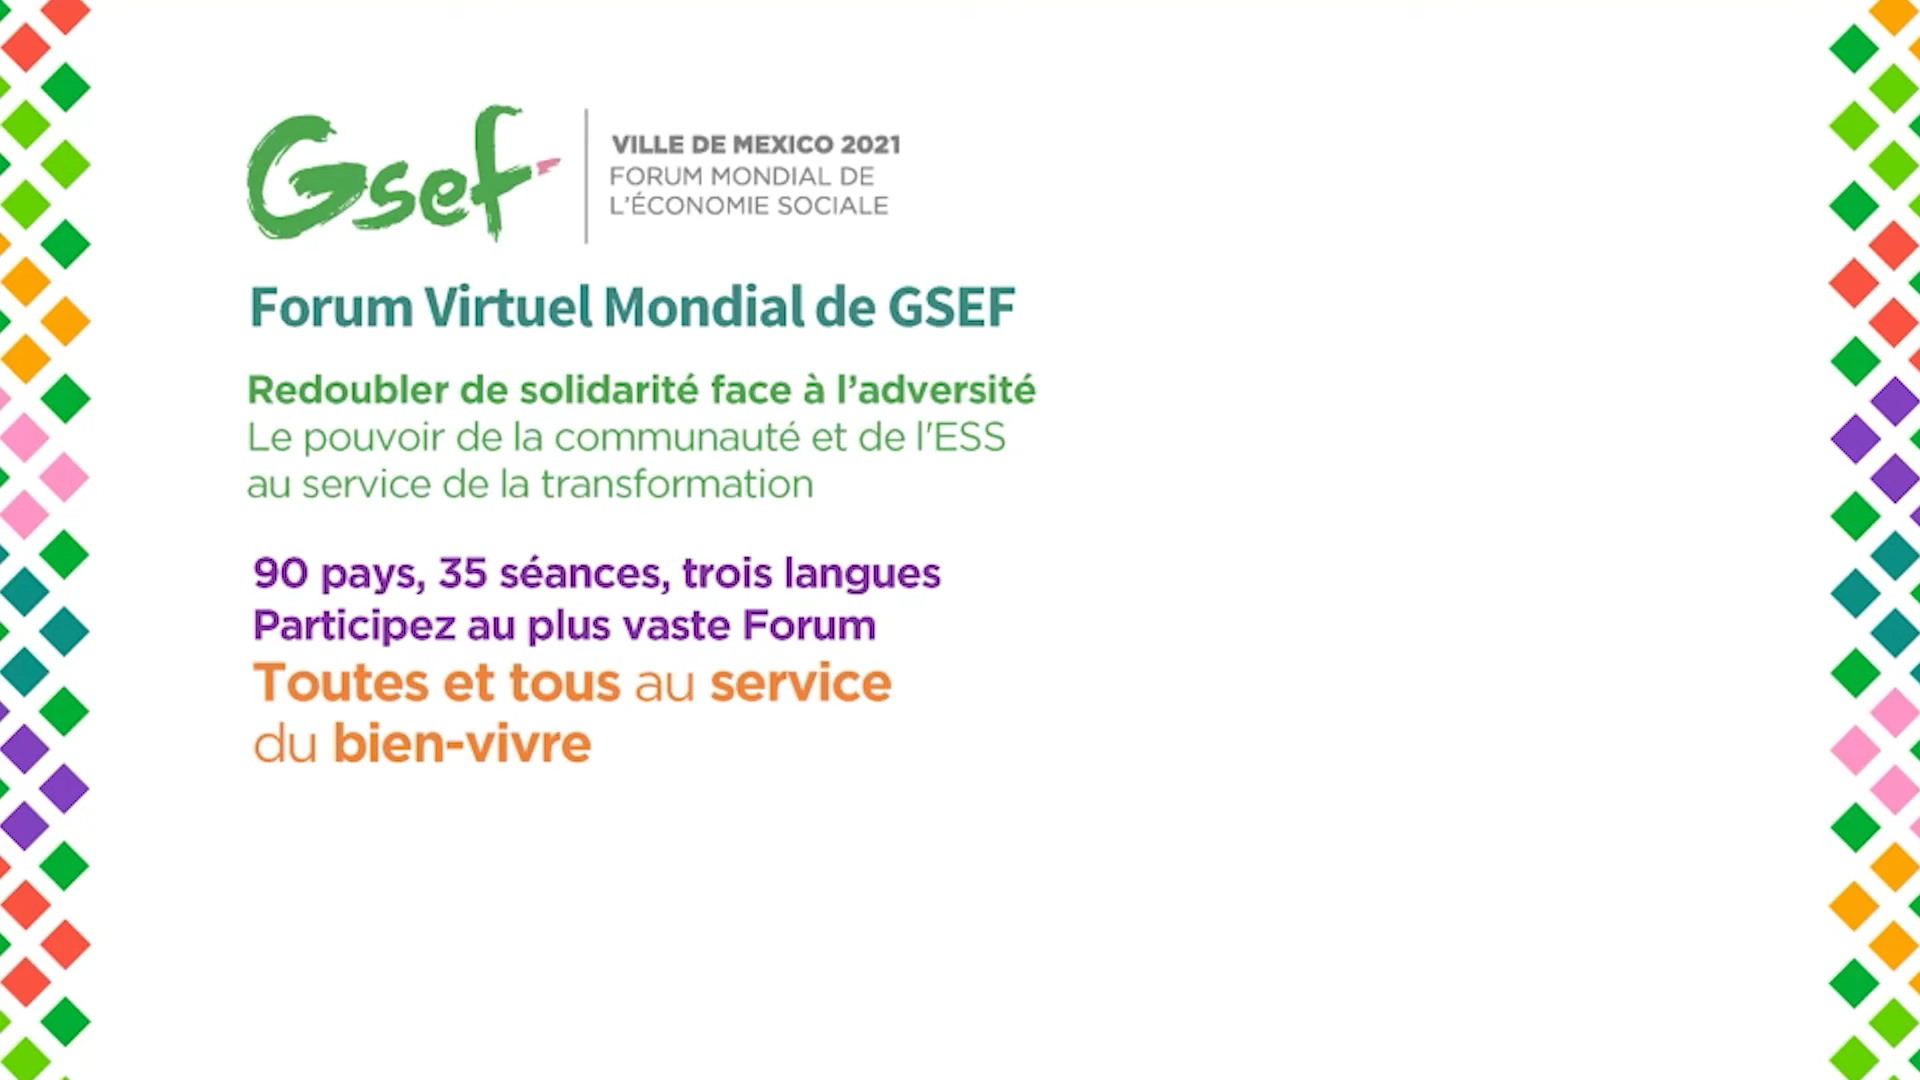 Gsef
VILLE DE MEXICO 2021
FORUM MONDIAL DE
L'ÉCONOMIE SOCIALE
Forum Virtuel Mondial de GSEF
Redoubler de solidarité face à l’adversité
Le pouvoir de la communauté et de l'ESS
au service de la transformation
90 pays, 35 séances, trois langues
Participez au plus vaste Forum
Toutes et tous au service
du bien-vivre